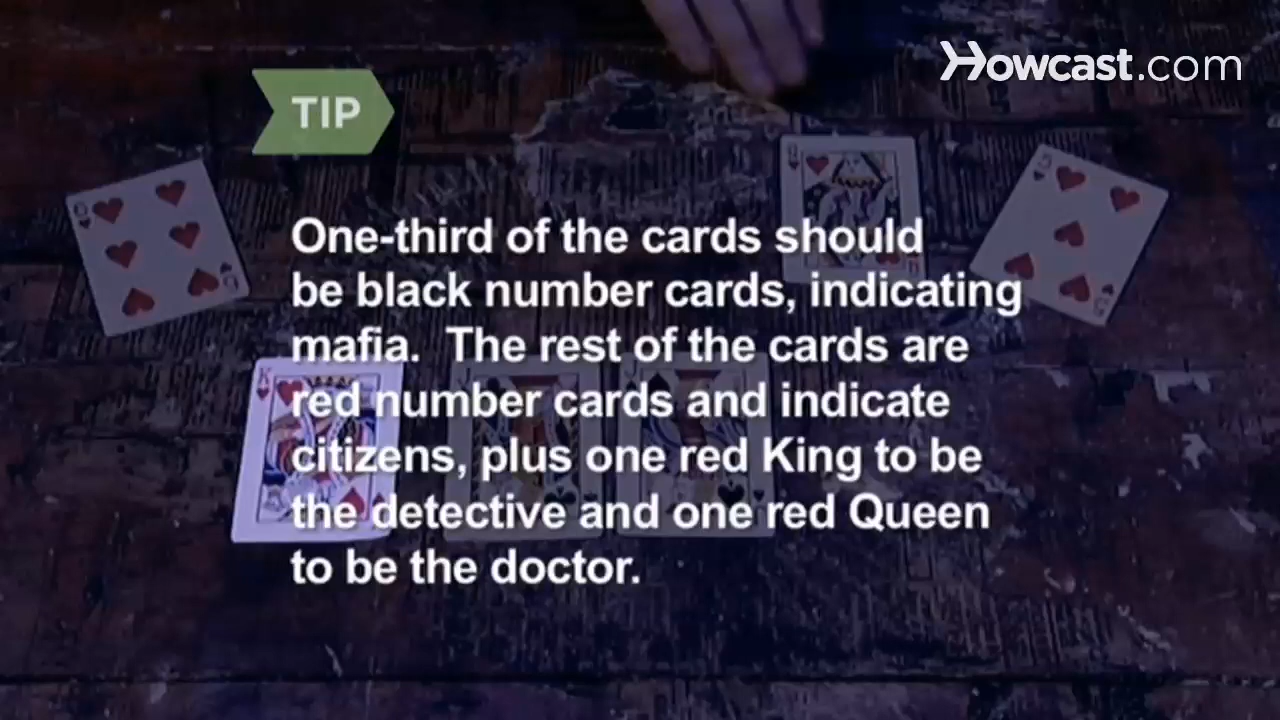 Howcast.com
TIP
One-third of the cards should
be black number cards, indicating
mafia. The rest of the cards are
red number cards and indicate
citizens, plus one red King to be
the detective and one red Queen
to be the doctor.